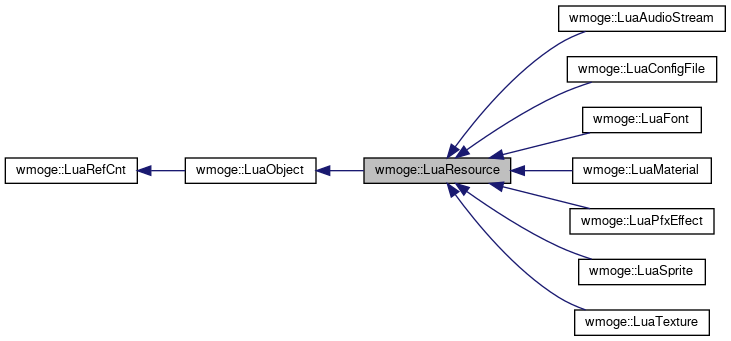 wmoge::LuaRefCnt
wmoge::LuaObject
wmoge::LuaResource
wmoge::LuaAudioStream
wmoge::LuaConfigFile
wmoge::LuaFont
wmoge::LuaMaterial
wmoge::LuaPfxEffect
wmoge::LuaSprite
wmoge::LuaTexture